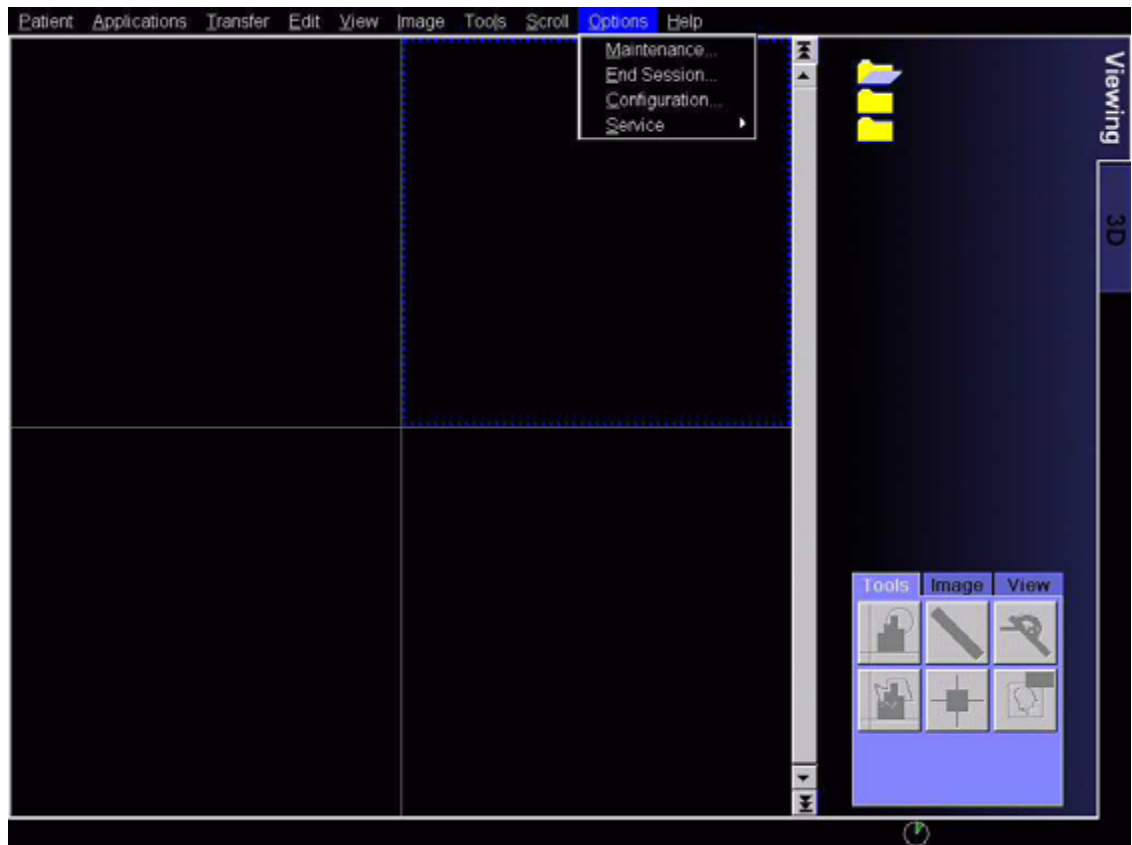 Patient Applications Transfer Edit View Image Tools Scroll Options Help
Maintenance...
End Session...
Configuration...
Service
Viewing
3D
Tools Image View